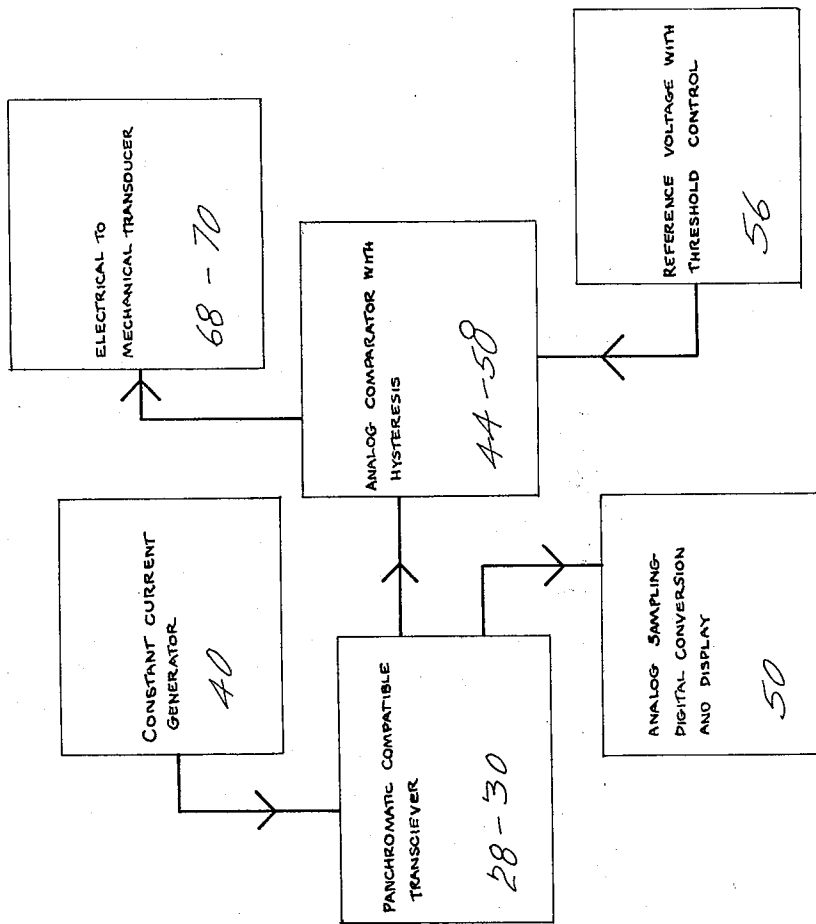 ELECTRICAL TO
MECHANICAL TRANSDUCER
68-70
CONSTANT CURRENT
GENERATOR
40
ANALOG COMPARATOR WITH
HYSTERESIS
44-58
PANCHROMATIC COMPATIBLE
TRANSCIEVER
28-30
REFERENCE VOLTAGE WITH
THRESHOLD CONTROL
56
ANALOG SAMPLING-
DIGITAL CONVERSION
AND DISPLAY
50